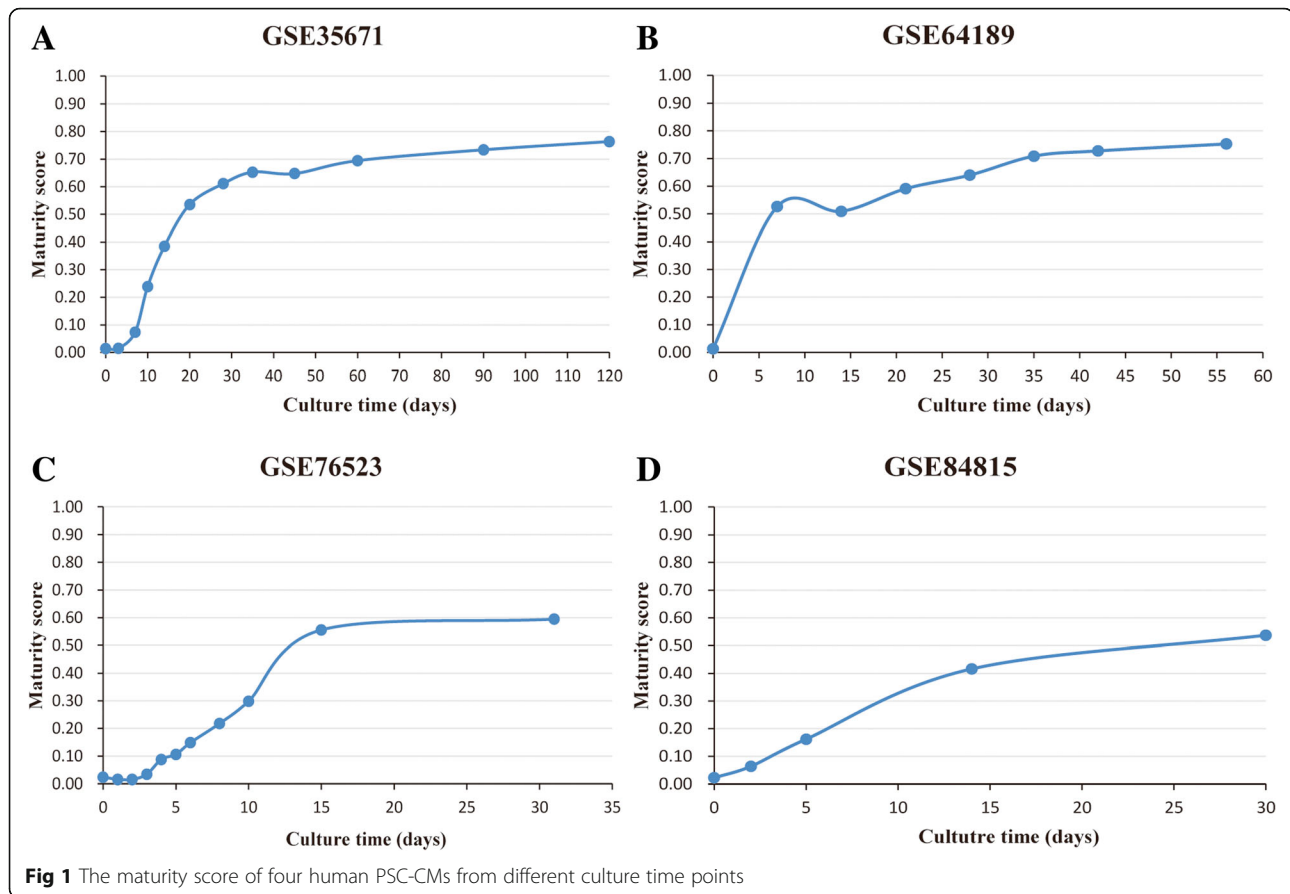 A
GSE35671
1.00
0.90
0.80
0.70
0.60
0.50
0.40
0.30
0.20
0.10
0.00
Maturity score
0 10 20 30 40 50 60 70 80 90 100 110 120
Culture time (days)
B
GSE64189
1.00
0.90
0.80
0.70
0.60
0.50
0.40
0.30
0.20
0.10
0.00
Maturity score
0 5 10 15 20 25 30 35 40 45 50 55 60
Culture time (days)
C
GSE76523
1.00
0.90
0.80
0.70
0.60
0.50
0.40
0.30
0.20
0.10
0.00
Maturity score
0 5 10 15 20 25 30 35
Culture time (days)
D
GSE84815
1.00
0.90
0.80
0.70
0.60
0.50
0.40
0.30
0.20
0.10
0.00
Maturity score
0 5 10 15 20 25 30
Cultutre time (days)
Fig 1 The maturity score of four human PSC-CMs from different culture time points